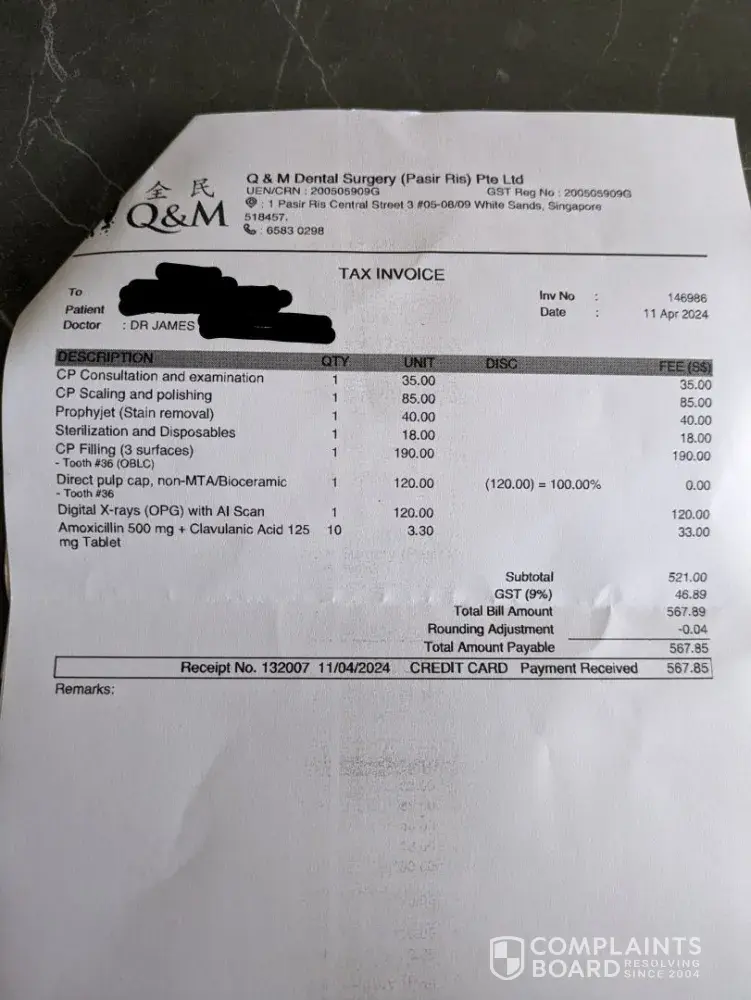 全民
Q&M
Q & M Dental Surgery (Pasir Ris) Pte Ltd
UEN/CRN : 200505909G GST Reg No : 200505909G
: 1 Pasir Ris Central Street 3 #05-08/09 White Sands, Singapore
518457.
: 6583 0298
TAX INVOICE
To
Patient
Doctor : DR JAMES
Inv No : 146986
Date : 11 Apr 2024
DESCRIPTION QTY UNIT DISC FEE (S$)
CP Consultation and examination 1 35.00 35.00
CP Scaling and polishing 1 85.00 85.00
Prophyjet (Stain removal) 1 40.00 40.00
Sterilization and Disposables 1 18.00 18.00
CP Filling (3 surfaces) 1 190.00 190.00
- Tooth #36 (OBLC)
Direct pulp cap, non-MTA/Bioceramic 1 120.00 (120.00) = 100.00% 0.00
- Tooth #36
Digital X-rays (OPG) with AI Scan 1 120.00 120.00
Amoxicillin 500 mg + Clavulanic Acid 125 10 3.30 33.00
mg Tablet
Subtotal 521.00
GST (9%) 46.89
Total Bill Amount 567.89
Rounding Adjustment -0.04
Total Amount Payable 567.85
Receipt No. 132007 11/04/2024 CREDIT CARD Payment Received 567.85
Remarks:
COMPLAINTS
BOARD RESOLVING
SINCE 2004